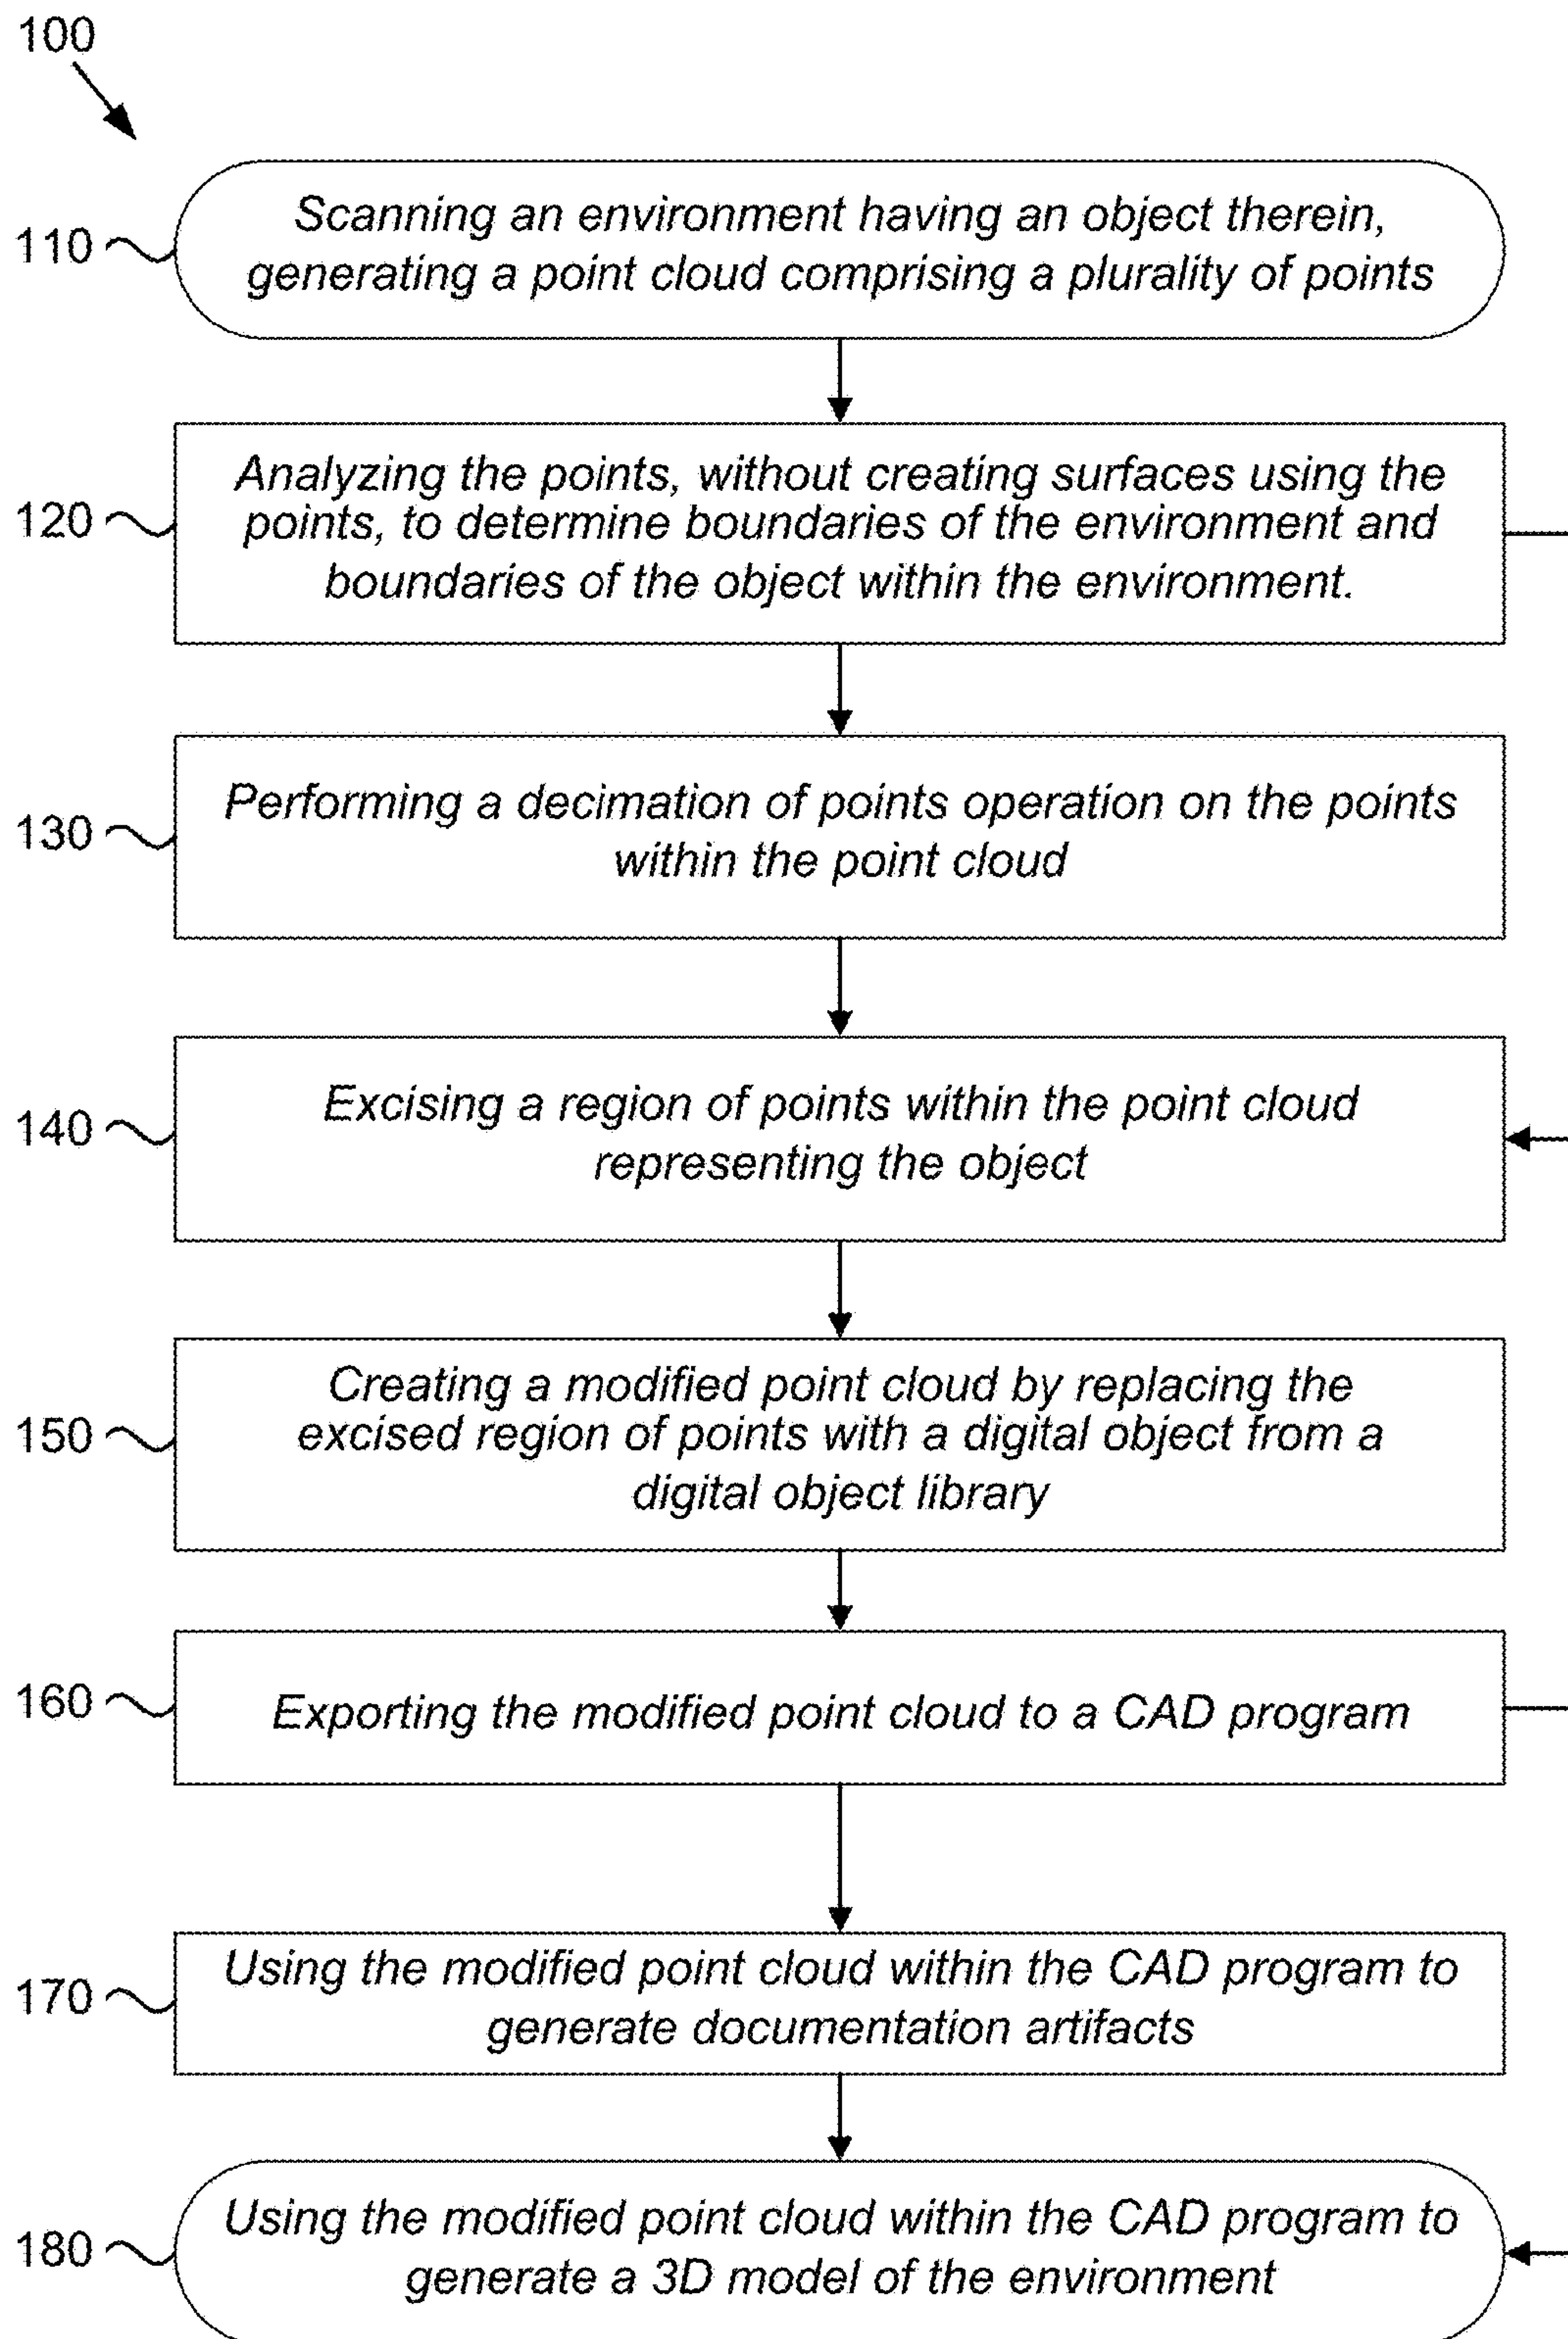 100
110
Scanning an environment having an object therein,
generating a point cloud comprising a plurality of points
120
Analyzing the points, without creating surfaces using the
points, to determine boundaries of the environment and
boundaries of the object within the environment.
130
Performing a decimation of points operation on the points
within the point cloud
140
Excising a region of points within the point cloud
representing the object
150
Creating a modified point cloud by replacing the
excised region of points with a digital object from a
digital object library
160
Exporting the modified point cloud to a CAD program
170
Using the modified point cloud within the CAD program to
generate documentation artifacts
180
Using the modified point cloud within the CAD program to
generate a 3D model of the environment